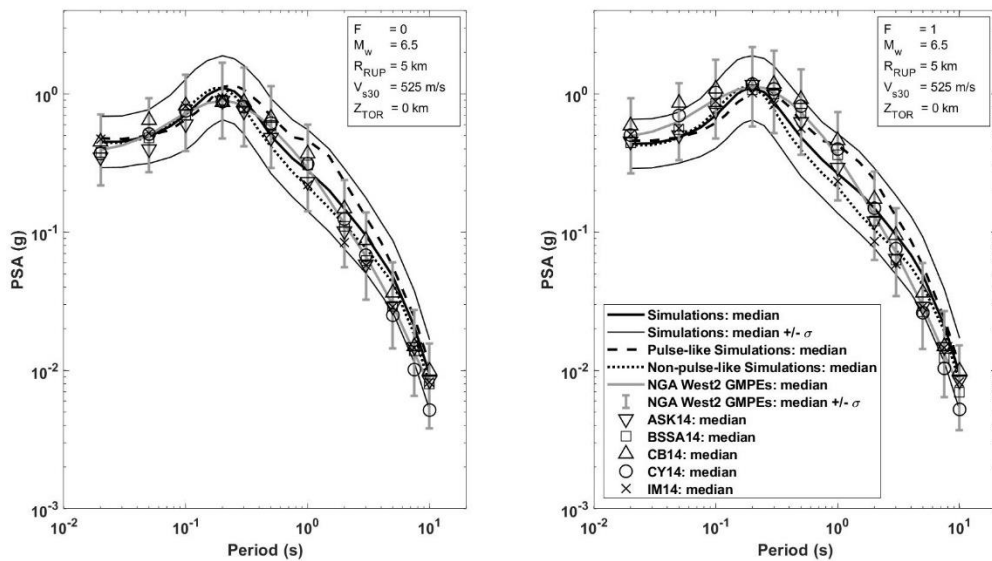 F = 0
M_w = 6.5
R_RUP = 5 km
V_s30 = 525 m/s
Z_TOR = 0 km
PSA (g)
10^0
10^-1
10^-2
10^-3
10^-2 10^-1 10^0 10^1
Period (s)
F = 1
M_w = 6.5
R_RUP = 5 km
V_s30 = 525 m/s
Z_TOR = 0 km
PSA (g)
10^0
10^-1
10^-2
10^-3
Simulations: median
Simulations: median +/- σ
Pulse-like Simulations: median
Non-pulse-like Simulations: median
NGA West2 GMPEs: median
NGA West2 GMPEs: median +/- σ
ASK14: median
BSSA14: median
CB14: median
CY14: median
IM14: median
10^-2 10^-1 10^0 10^1
Period (s)